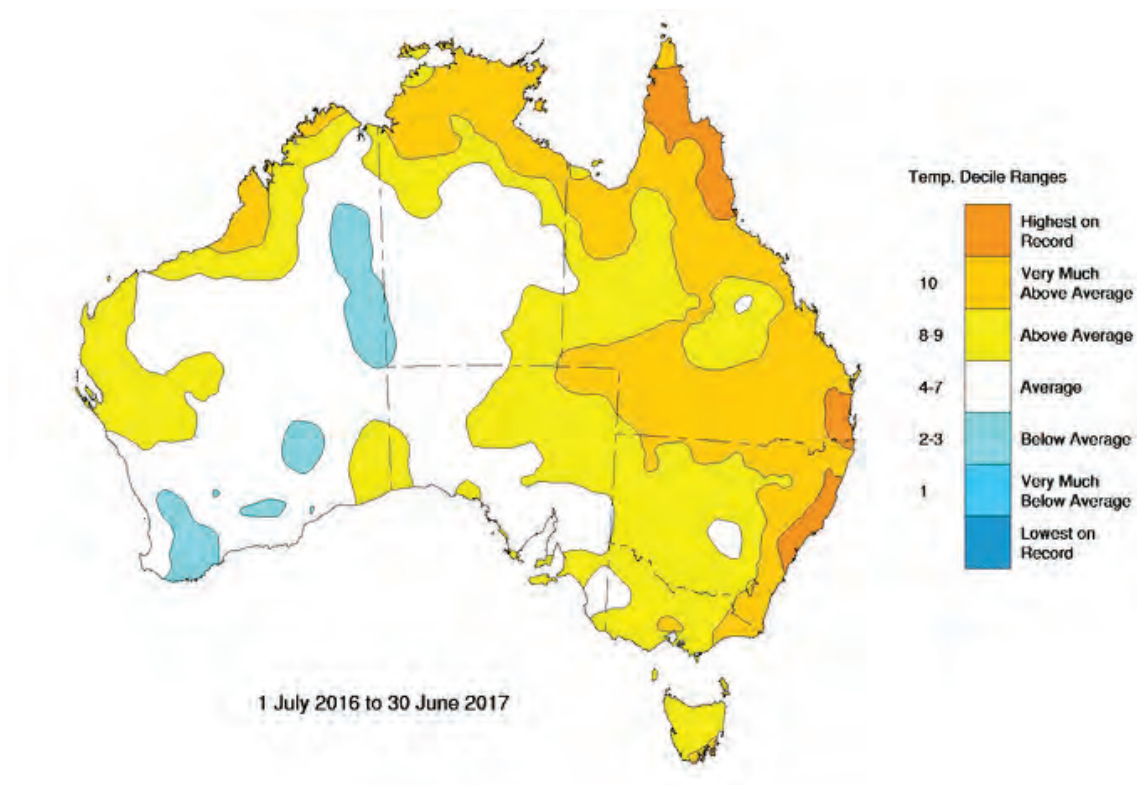 Temp. Decile Ranges
Highest on
Record
10
Very Much
Above Average
8-9
Above Average
4-7
Average
2-3
Below Average
1
Very Much
Below Average
Lowest on
Record
1 July 2016 to 30 June 2017